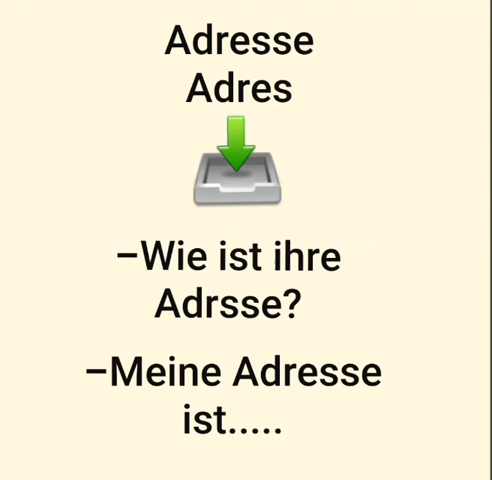 Adresse
Adres
–Wie ist ihre
Adrsse?
–Meine Adresse
ist.....